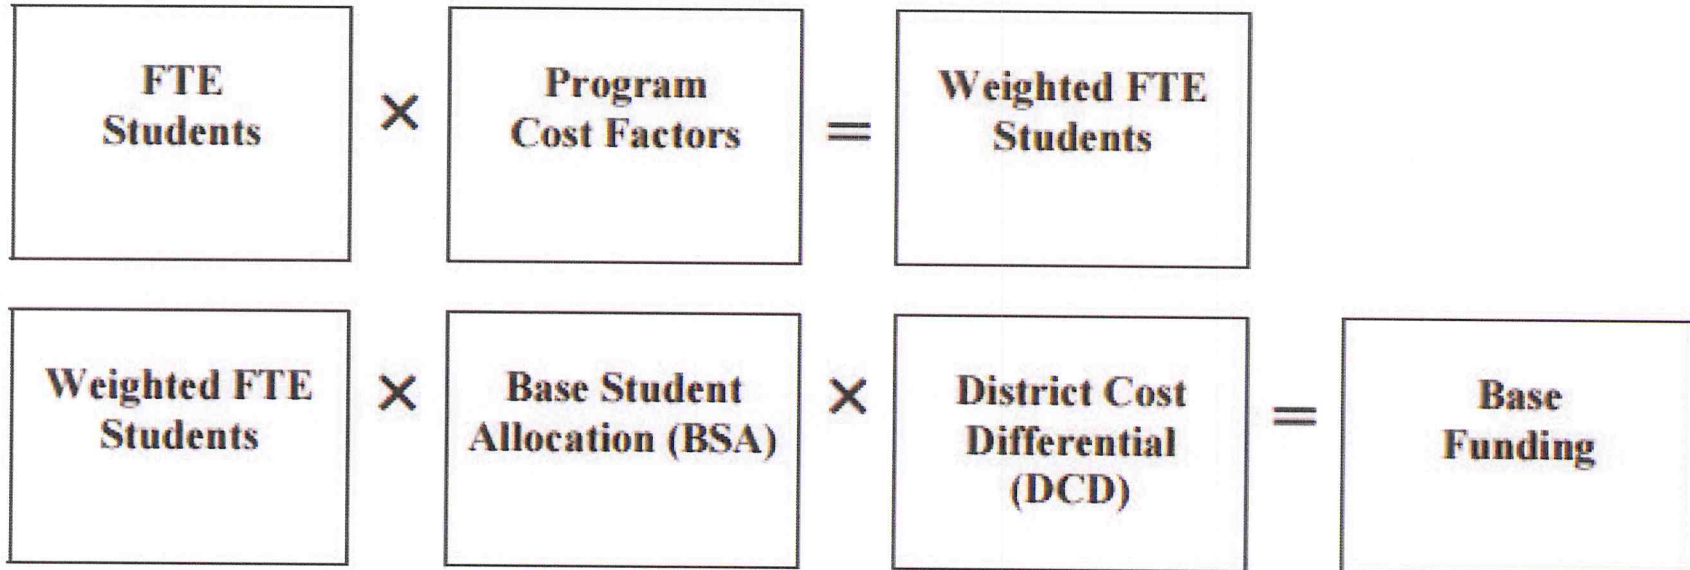 FTE
Students
×
Program
Cost Factors
=
Weighted FTE
Students
Weighted FTE
Students
×
Base Student
Allocation (BSA)
×
District Cost
Differential
(DCD)
=
Base
Funding